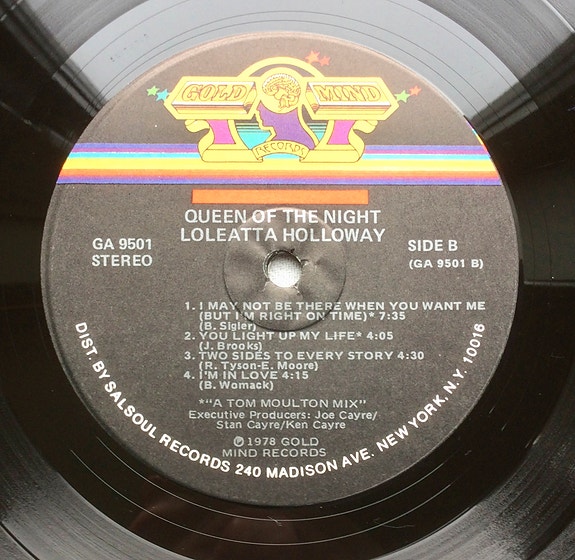 GOLD MIND
RECORDS
QUEEN OF THE NIGHT
LOLEATTA HOLLOWAY
GA 9501
STEREO
SIDE B
(GA 9501 B)
1. I MAY NOT BE THERE WHEN YOU WANT ME
(BUT I'M RIGHT ON TIME)* 7:35
(B. Sigler)
2. YOU LIGHT UP MY LIFE* 4:05
(J. Brooks)
3. TWO SIDES TO EVERY STORY 4:30
(R. Tyson-E. Moore)
4. I'M IN LOVE 4:15
(B. Womack)
*"A TOM MOULTON MIX"
Executive Producers: Joe Cayre/
Stan Cayre/Ken Cayre
℗ 1978 GOLD
MIND RECORDS
DIST. BY SALSOUL RECORDS 240 MADISON AVE. NEW YORK, N.Y. 10016